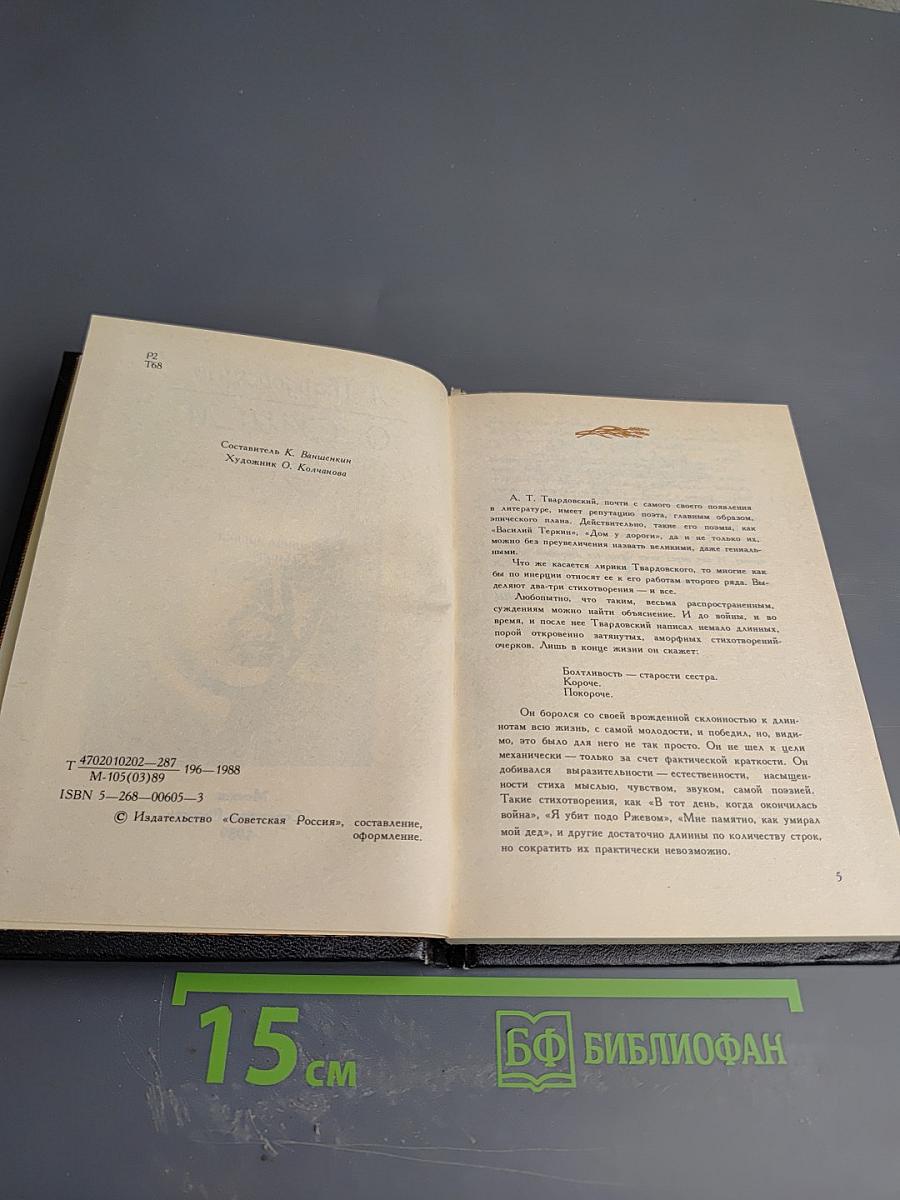 Р2
Т68
Составитель К. Ваншенкин
Художник О. Колчанова
Т 4702010202—287
М-105(03)89
196—1988
ISBN 5—268—00605—3
© Издательство «Советская Россия», составление,
оформление.
А. Т. Твардовский, почти с самого своего появления
в литературе, имеет репутацию поэта, главным образом,
эпического плана. Действительно, такие его поэмы, как
«Василий Теркин», «Дом у дороги», да и не только их,
можно без преувеличения назвать великими, даже гениаль-
ными.
Что же касается лирики Твардовского, то многие как
бы по инерции относят ее к его работам второго ряда. Вы-
деляют два-три стихотворения — и все.
Любопытно, что таким, весьма распространенным,
суждениям можно найти объяснение. И до войны, и во
время, и после нее Твардовский написал немало длинных,
порой откровенно затянутых, аморфных стихотворений-
очерков. Лишь в конце жизни он скажет:
Болтливость — старости сестра.
Короче.
Покороче.
Он боролся со своей врожденной склонностью к длин-
нотам всю жизнь, с самой молодости, и победил, но, види-
мо, это было для него не так просто. Он не шел к цели
механически — только за счет фактической краткости. Он
добивался выразительности — естественности, насыщен-
ности стиха мыслью, чувством, звуком, самой поэзией.
Такие стихотворения, как «В тот день, когда окончилась
война», «Я убит подо Ржевом», «Мне памятно, как умирал
мой дед», и другие достаточно длинны по количеству строк,
но сократить их практически невозможно.
5
15 см
БФ БИБЛИОФАН